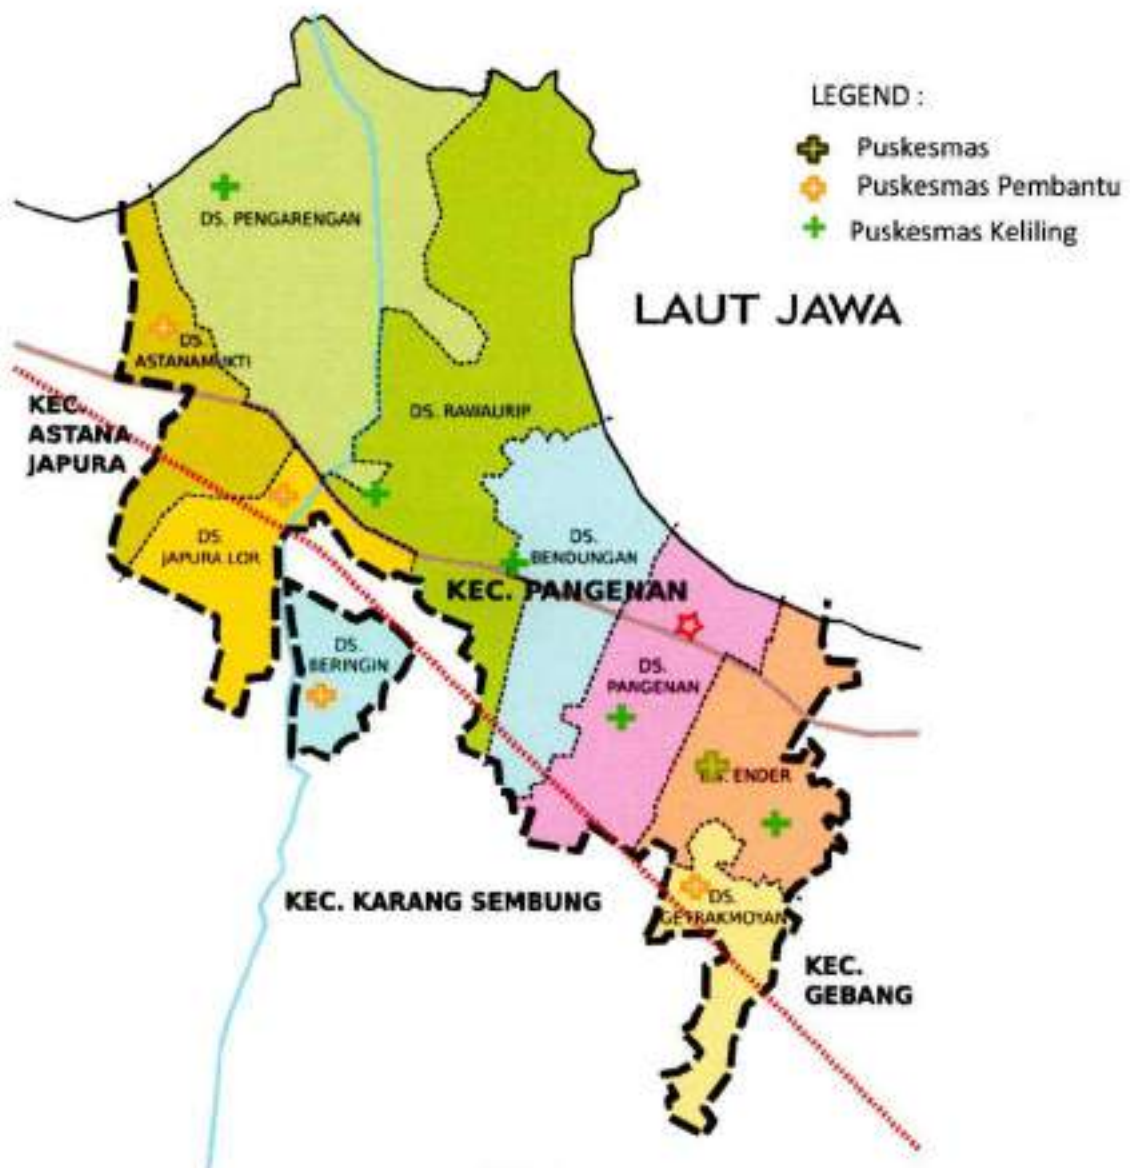 LEGEND :
Puskesmas
Puskesmas Pembantu
Puskesmas Keliling
DS. PENGARENGAN
LAUT JAWA
DS.
ASTANAMUKTI
KEC.
ASTANA
JAPURA
DS. RAWAURIP
DS.
JAPURA LOR
DS.
BENDUNGAN
KEC. PANGENAN
DS.
BERINGIN
DS.
PANGENAN
DS. ENDER
KEC. KARANG SEMBUNG
DS.
GETRAKMOYAN
KEC.
GEBANG